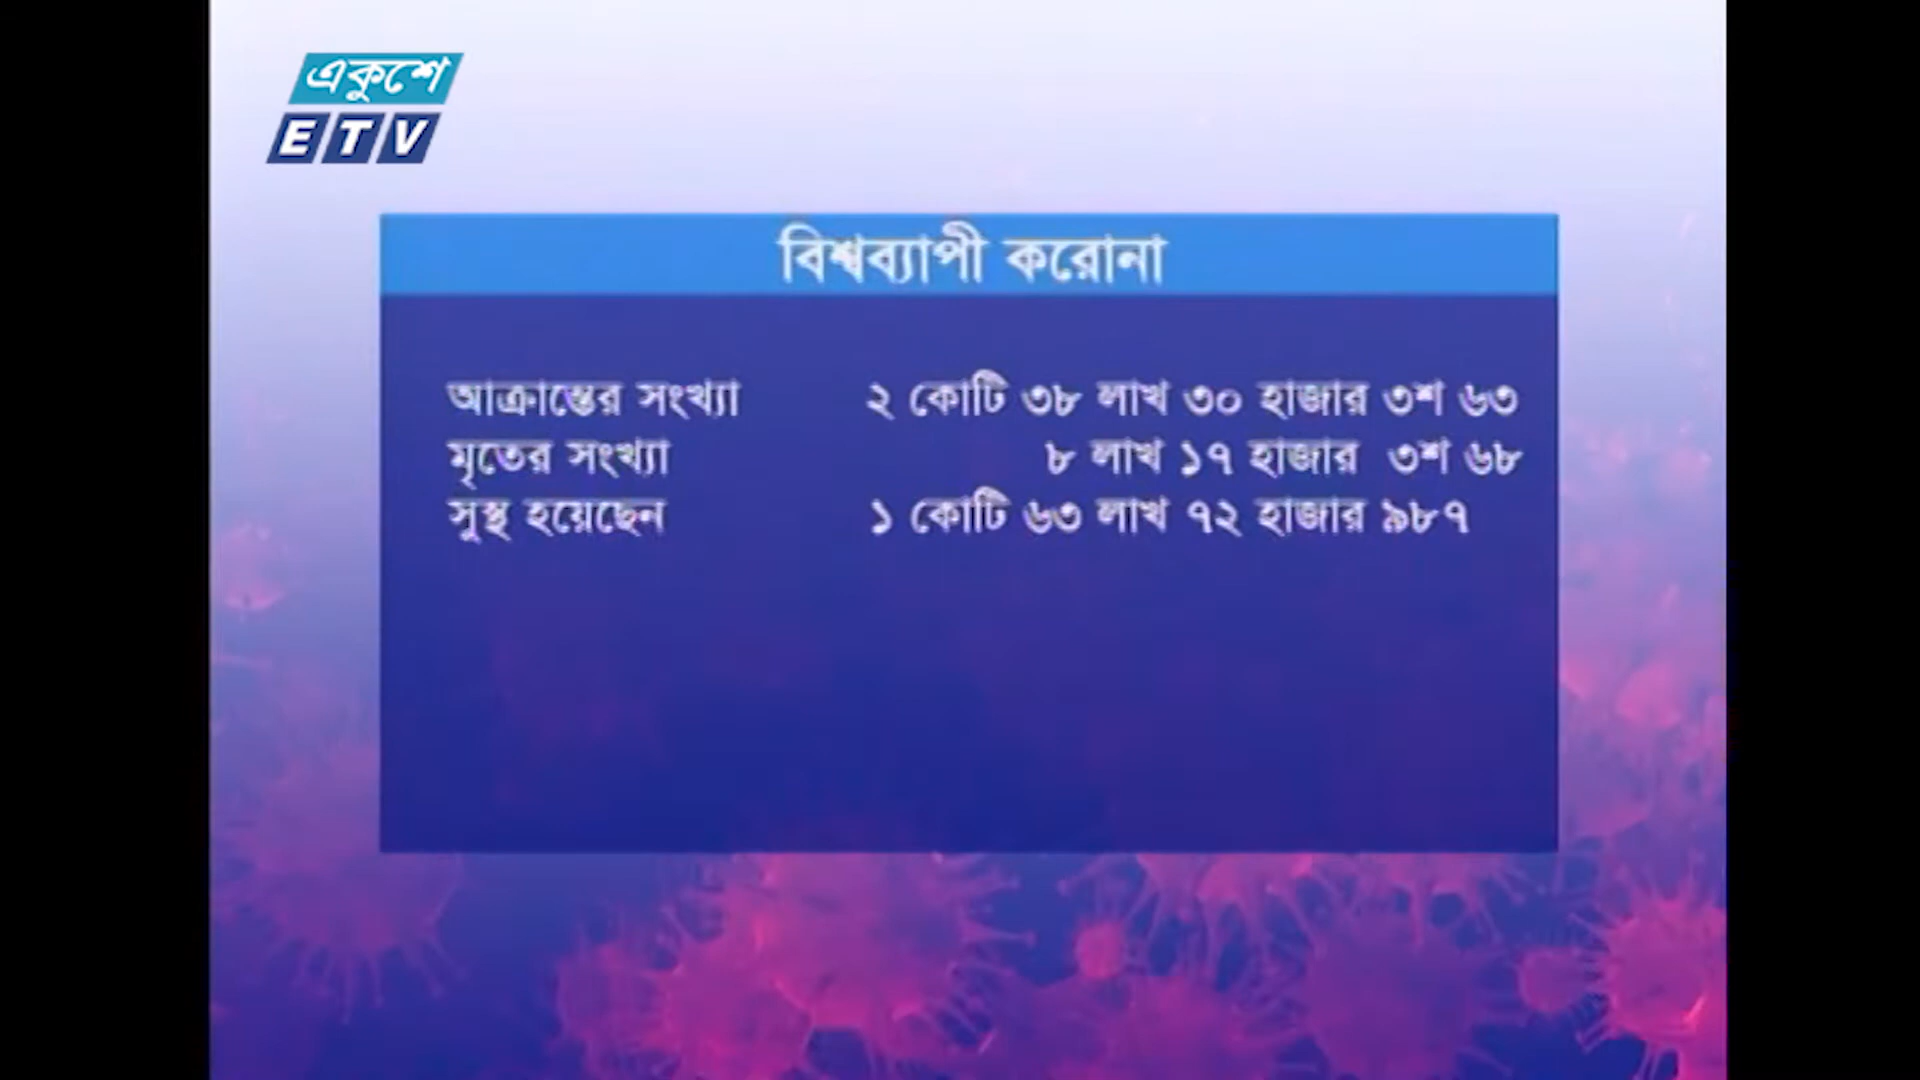 একুশে
ETV
বিশ্বব্যাপী করোনা
আক্রান্তের সংখ্যা ২ কোটি ৩৮ লাখ ৩০ হাজার ৩শ ৬৩
মৃতের সংখ্যা ৮ লাখ ১৭ হাজার ৩শ ৬৮
সুস্থ হয়েছেন ১ কোটি ৬৩ লাখ ৭২ হাজার ৯৮৭